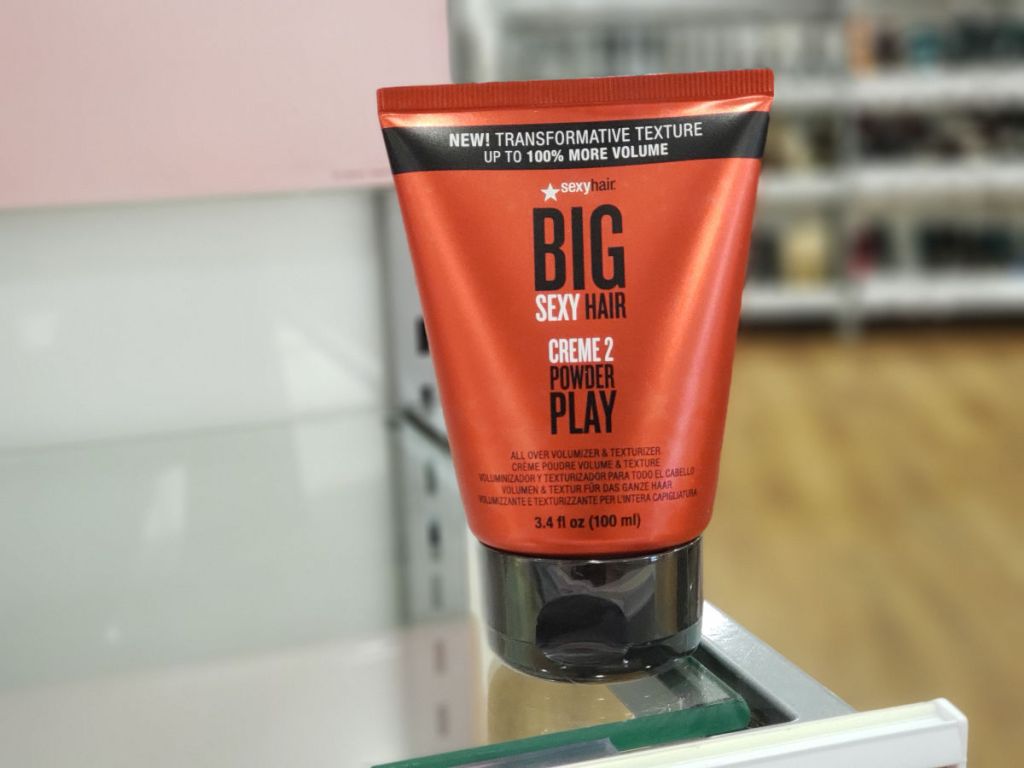 NEW! TRANSFORMATIVE TEXTURE
UP TO 100% MORE VOLUME
sexyhair.
BIG
SEXY HAIR
CREME 2
POWDER
PLAY
ALL OVER VOLUMIZER & TEXTURIZER
CRÈME POUDRE VOLUME & TEXTURE
VOLUMINIZADOR Y TEXTURIZADOR PARA TODO EL CABELLO
VOLUMEN & TEXTUR FÜR DAS GANZE HAAR
VOLUMIZZANTE E TEXTURIZZANTE PER L'INTERA CAPIGLIATURA
3.4 fl oz (100 ml)